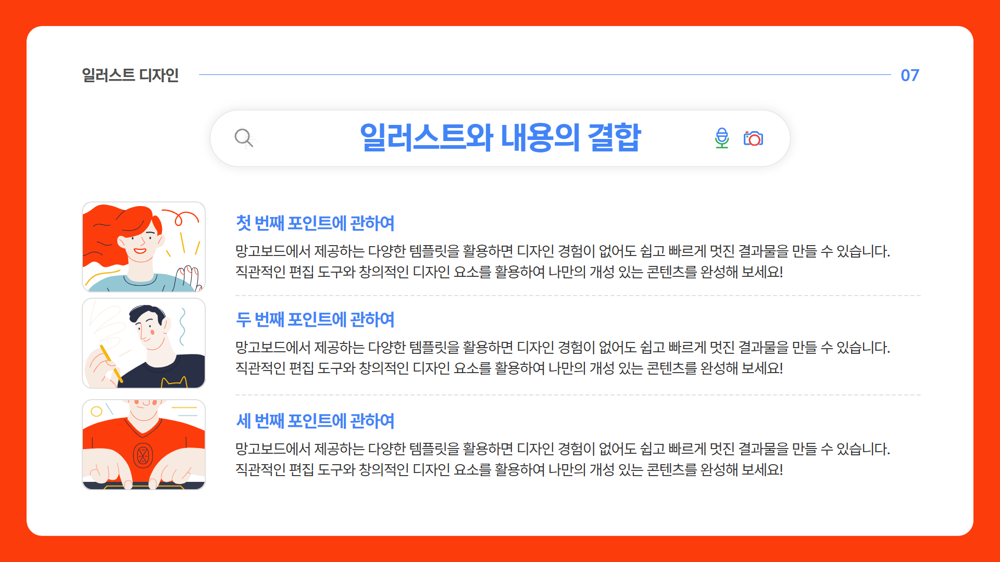 일러스트 디자인
07
일러스트와 내용의 결합
첫 번째 포인트에 관하여
망고보드에서 제공하는 다양한 템플릿을 활용하면 디자인 경험이 없어도 쉽고 빠르게 멋진 결과물을 만들 수 있습니다.
직관적인 편집 도구와 창의적인 디자인 요소를 활용하여 나만의 개성 있는 콘텐츠를 완성해 보세요!
두 번째 포인트에 관하여
망고보드에서 제공하는 다양한 템플릿을 활용하면 디자인 경험이 없어도 쉽고 빠르게 멋진 결과물을 만들 수 있습니다.
직관적인 편집 도구와 창의적인 디자인 요소를 활용하여 나만의 개성 있는 콘텐츠를 완성해 보세요!
세 번째 포인트에 관하여
망고보드에서 제공하는 다양한 템플릿을 활용하면 디자인 경험이 없어도 쉽고 빠르게 멋진 결과물을 만들 수 있습니다.
직관적인 편집 도구와 창의적인 디자인 요소를 활용하여 나만의 개성 있는 콘텐츠를 완성해 보세요!